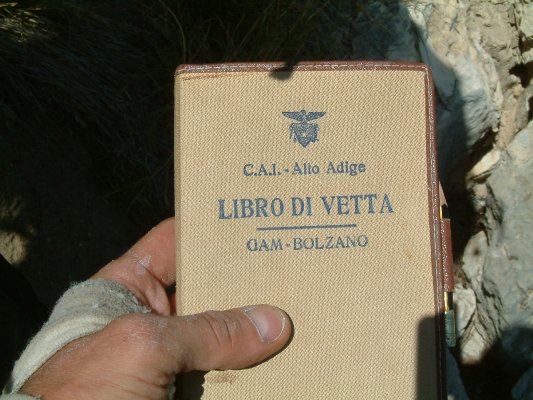 C.A.I. - Alto Adige
LIBRO DI VETTA
GAM - BOLZANO